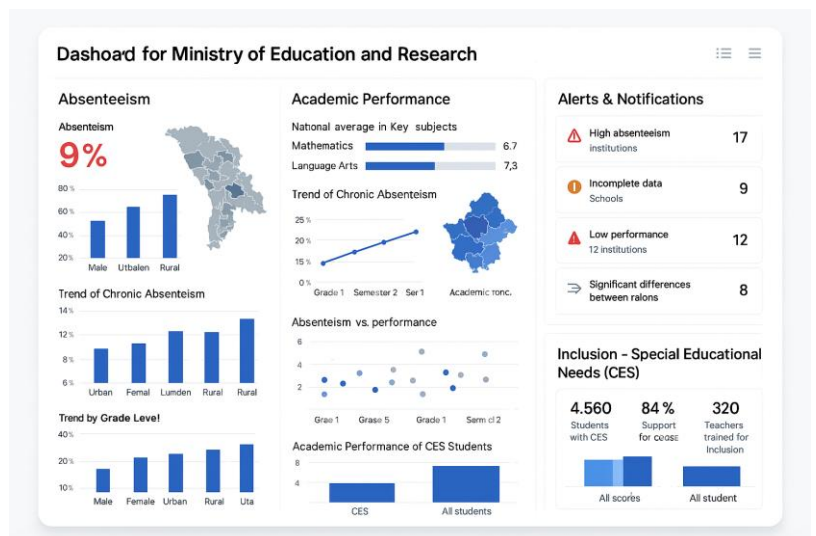 Dashoard for Ministry of Education and Research
Absenteeism
Absenteism
9%
80%
60%
40%
20%
Male Utbalen Rural
Trend of Chronic Absenteism
14%
12%
8%
6%
Urban Femal Lumden Rural Rural
Trend by Grade Level
40%
20%
10%
Male Female Urban Rural Uta
Academic Performance
National average in Key subjects
Mathematics 6.7
Language Arts 7,3
Trend of Chronic Absenteism
25%
20%
15%
0%
Grade 1 Semester 2 Ser 1
Academic ronc.
Absenteism vs. performance
6
4
2
Grae 1 Grase 5 Grade 1 Serm cl 2
Academic Performance of CES Students
8
4
CES All students
Alerts & Notifications
High absenteeism 17
institutions
Incomplete data 9
Schools
Low performance 12
12 institutions
Significant differences
between ralons 8
Inclusion - Special Educational
Needs (CES)
4.560 84% 320
Students Support Teachers
with CES for cease trained for
Inclusion
All scores All student